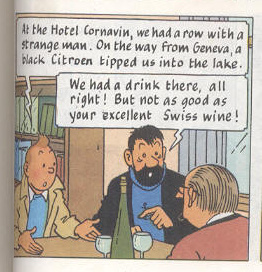 At the Hotel Cornavin, we had a row with a
strange man. On the way from Geneva, a
black Citroen tipped us into the lake.
We had a drink there, all
right! But not as good as
your excellent Swiss wine!